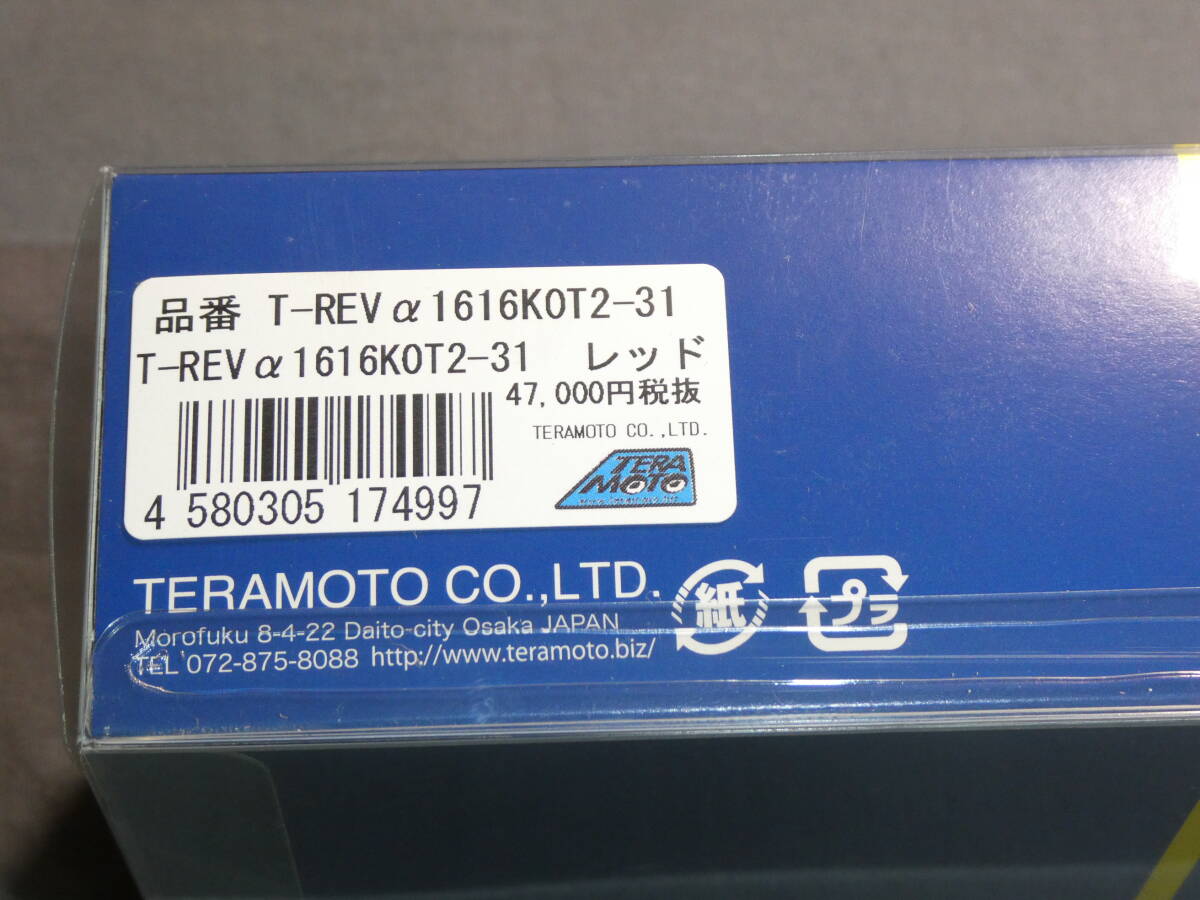 品番 T-REVα1616K0T2-31
T-REVα1616K0T2-31 レッド
47,000円税抜
TERAMOTO CO.,LTD.
TERA
MOTO
4 580305 174997
TERAMOTO CO.,LTD.
Morofuku 8-4-22 Daito-city Osaka JAPAN
TEL 072-875-8088 http://www.teramoto.biz/
紙
プラ